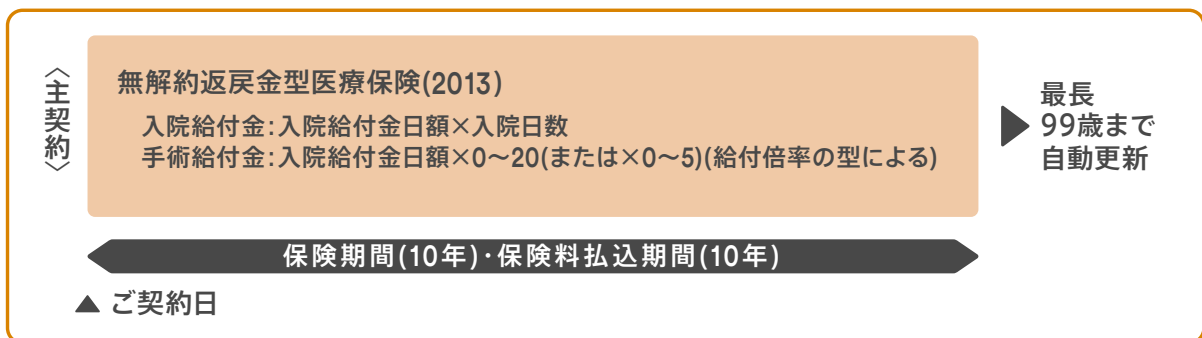 〈主契約〉
無解約返戻金型医療保険(2013)
入院給付金:入院給付金日額×入院日数
手術給付金:入院給付金日額×0〜20(または×0〜5)(給付倍率の型による)
▶ 最長
99歳まで
自動更新
保険期間(10年)・保険料払込期間(10年)
▲ ご契約日